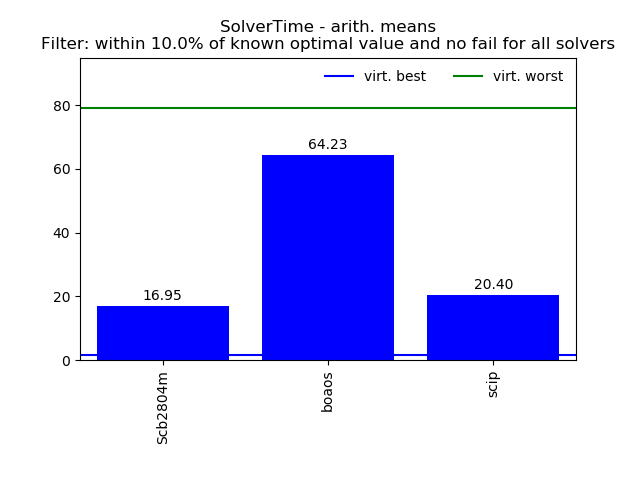 SolverTime - arith. means
Filter: within 10.0% of known optimal value and no fail for all solvers
virt. best
virt. worst
80
60
40
20
0
16.95
64.23
20.40
Scb2804m
boaos
scip